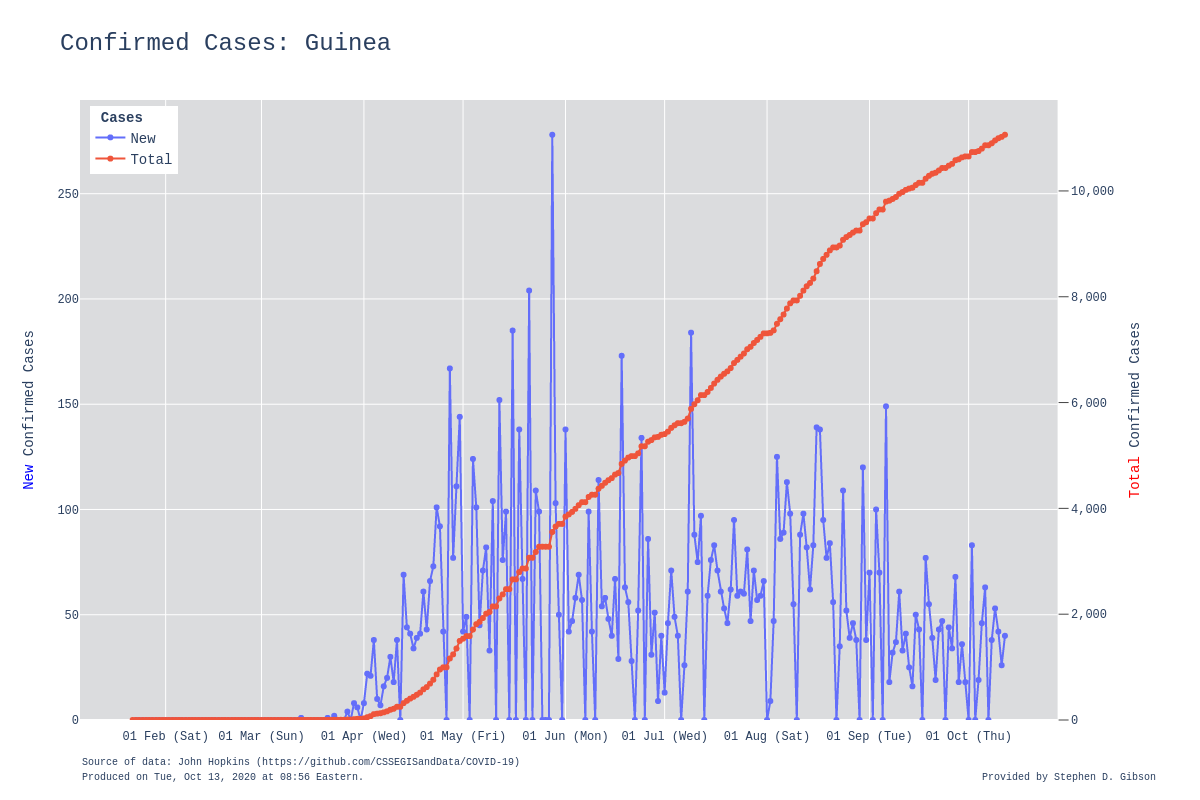 Confirmed Cases: Guinea
Cases
New
Total
250
200
150
100
50
0
10,000
8,000
6,000
4,000
2,000
0
New Confirmed Cases
Total Confirmed Cases
01 Feb (Sat) 01 Mar (Sun) 01 Apr (Wed) 01 May (Fri) 01 Jun (Mon) 01 Jul (Wed) 01 Aug (Sat) 01 Sep (Tue) 01 Oct (Thu)
Source of data: John Hopkins (https://github.com/CSSEGISandData/COVID-19)
Produced on Tue, Oct 13, 2020 at 08:56 Eastern.
Provided by Stephen D. Gibson